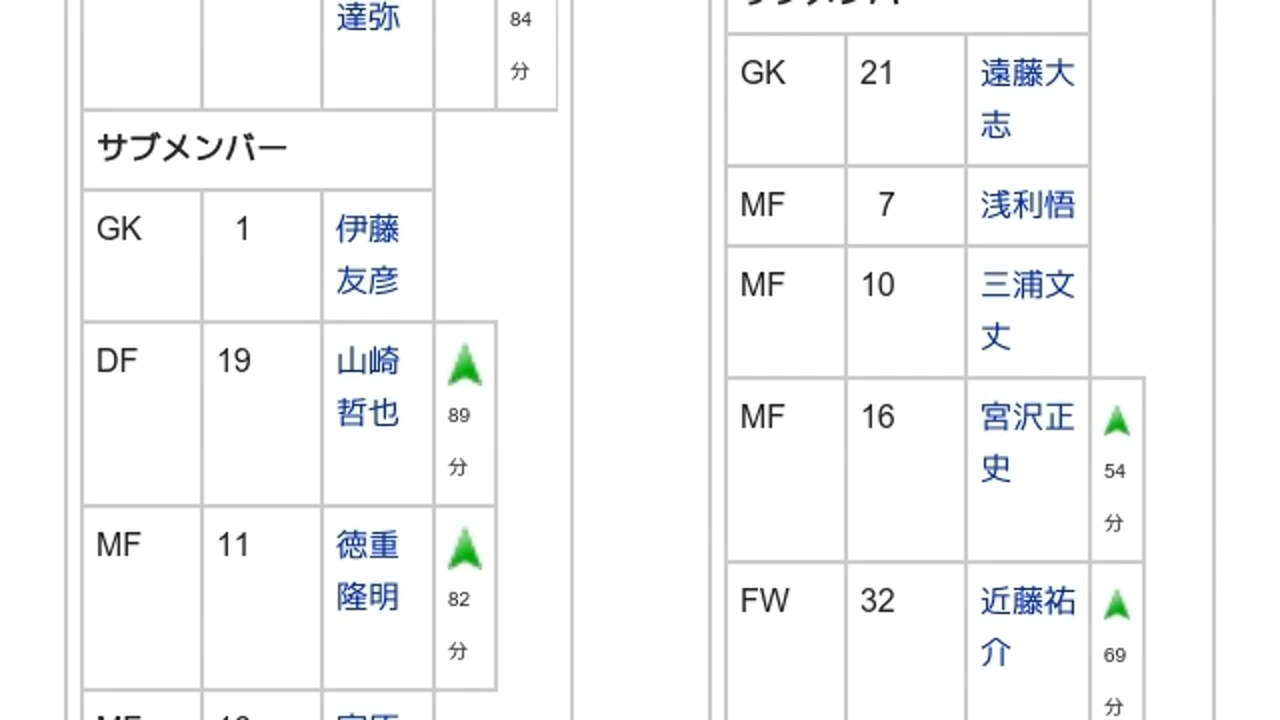 達弥
84
分
サブメンバー
GK 1 伊藤
友彦
DF 19 山崎
哲也
89
分
MF 11 徳重
隆明
82
分
GK 21 遠藤大
志
MF 7 浅利悟
MF 10 三浦文
丈
MF 16 宮沢正
史
54
分
FW 32 近藤祐
介
69
分